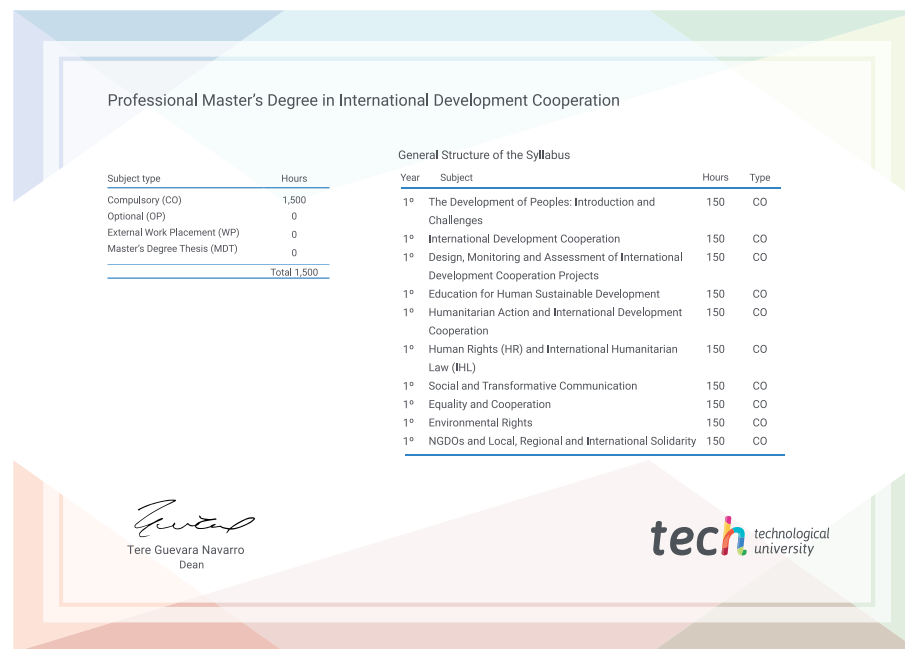 Professional Master's Degree in International Development Cooperation
Subject type Hours
Compulsory (CO) 1,500
Optional (OP) 0
External Work Placement (WP) 0
Master's Degree Thesis (MDT) 0
Total 1,500
General Structure of the Syllabus
Year Subject Hours Type
1º The Development of Peoples: Introduction and 150 CO
Challenges
1º International Development Cooperation 150 CO
1º Design, Monitoring and Assessment of International 150 CO
Development Cooperation Projects
1º Education for Human Sustainable Development 150 CO
1º Humanitarian Action and International Development 150 CO
Cooperation
1º Human Rights (HR) and International Humanitarian 150 CO
Law (IHL)
1º Social and Transformative Communication 150 CO
1º Equality and Cooperation 150 CO
1º Environmental Rights 150 CO
1º NGDOs and Local, Regional and International Solidarity 150 CO
Tere Guevara Navarro
Dean
tech technological
university